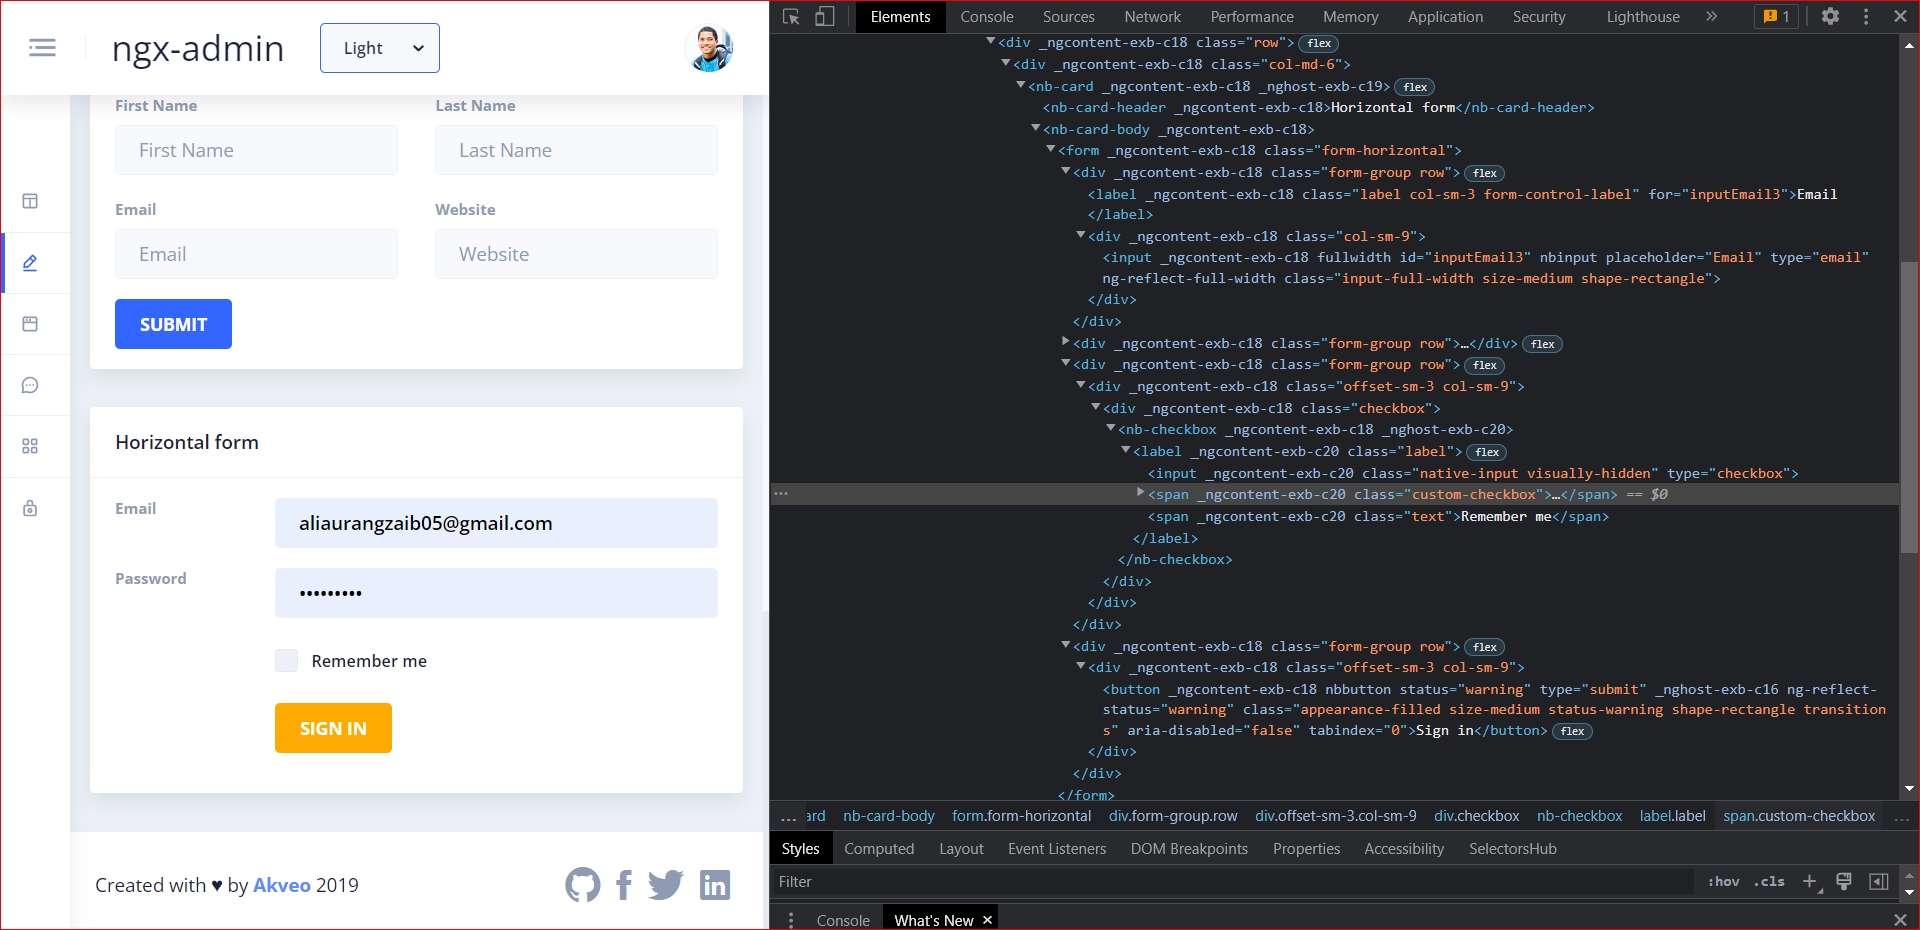 ngx-admin
Light
First Name
Last Name
First Name
Last Name
Email
Website
Email
Website
SUBMIT
Horizontal form
Email
aliaurangzaib05@gmail.com
Password
•••••••••
Remember me
SIGN IN
Created with ♥ by Akveo 2019
Elements Console Sources Network Performance Memory Application Security Lighthouse » 1
<div _ngcontent-exb-c18 class="row"> flex
<div _ngcontent-exb-c18 class="col-md-6">
<nb-card _ngcontent-exb-c18 _nghost-exb-c19> flex
<nb-card-header _ngcontent-exb-c18>Horizontal form</nb-card-header>
<nb-card-body _ngcontent-exb-c18>
<form _ngcontent-exb-c18 class="form-horizontal">
<div _ngcontent-exb-c18 class="form-group row"> flex
<label _ngcontent-exb-c18 class="label col-sm-3 form-control-label" for="inputEmail3">Email
</label>
<div _ngcontent-exb-c18 class="col-sm-9">
<input _ngcontent-exb-c18 fullwidth id="inputEmail3" nbinput placeholder="Email" type="email"
ng-reflect-full-width class="input-full-width size-medium shape-rectangle">
</div>
</div>
<div _ngcontent-exb-c18 class="form-group row">…</div> flex
<div _ngcontent-exb-c18 class="form-group row"> flex
<div _ngcontent-exb-c18 class="offset-sm-3 col-sm-9">
<div _ngcontent-exb-c18 class="checkbox">
<nb-checkbox _ngcontent-exb-c18 _nghost-exb-c20>
<label _ngcontent-exb-c20 class="label"> flex
<input _ngcontent-exb-c20 class="native-input visually-hidden" type="checkbox">
<span _ngcontent-exb-c20 class="custom-checkbox">…</span> == $0
<span _ngcontent-exb-c20 class="text">Remember me</span>
</label>
</nb-checkbox>
</div>
</div>
</div>
<div _ngcontent-exb-c18 class="form-group row"> flex
<div _ngcontent-exb-c18 class="offset-sm-3 col-sm-9">
<button _ngcontent-exb-c18 nbbutton status="warning" type="submit" _nghost-exb-c16 ng-reflect-
status="warning" class="appearance-filled size-medium status-warning shape-rectangle transition
s" aria-disabled="false" tabindex="0">Sign in</button> flex
</div>
</div>
</form>
... ard nb-card-body form.form-horizontal div.form-group.row div.offset-sm-3.col-sm-9 div.checkbox nb-checkbox label.label span.custom-checkbox ...
Styles Computed Layout Event Listeners DOM Breakpoints Properties Accessibility SelectorsHub
Filter :hov .cls +
Console What's New ×